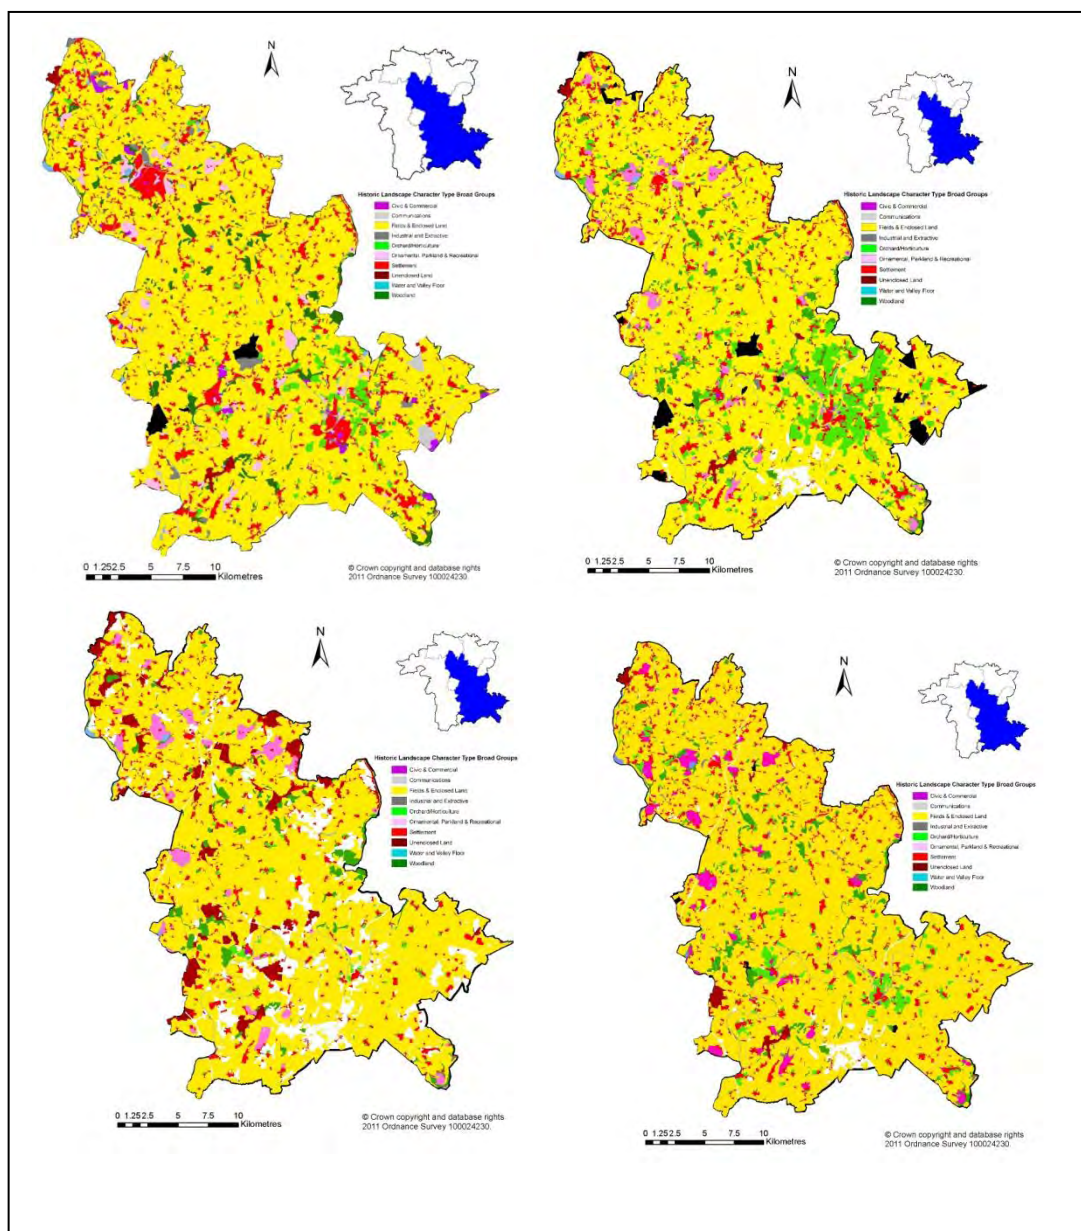 N
Historic Landscape Character Type Broad Groups
Civic & Commercial
Communications
Fields & Enclosed Land
Industrial and Extractive
Orchard/Horticulture
Ornamental, Parkland & Recreational
Settlement
Unenclosed Land
Water and Valley Floor
Woodland
0 1.252.5 5 7.5 10
Kilometres
© Crown copyright and database rights
2011 Ordnance Survey 100024230.
N
Historic Landscape Character Type Broad Groups
Civic & Commercial
Communications
Fields & Enclosed Land
Industrial and Extractive
Orchard/Horticulture
Ornamental, Parkland & Recreational
Settlement
Unenclosed Land
Water and Valley Floor
Woodland
0 1.252.5 5 7.5 10
Kilometres
© Crown copyright and database rights
2011 Ordnance Survey 100024230.
N
Historic Landscape Character Type Broad Groups
Civic & Commercial
Communications
Fields & Enclosed Land
Industrial and Extractive
Orchard/Horticulture
Ornamental, Parkland & Recreational
Settlement
Unenclosed Land
Water and Valley Floor
Woodland
0 1.252.5 5 7.5 10
Kilometres
© Crown copyright and database rights
2011 Ordnance Survey 100024230.
N
Historic Landscape Character Type Broad Groups
Civic & Commercial
Communications
Fields & Enclosed Land
Industrial and Extractive
Orchard/Horticulture
Ornamental, Parkland & Recreational
Settlement
Unenclosed Land
Water and Valley Floor
Woodland
0 1.252.5 5 7.5 10
Kilometres
© Crown copyright and database rights
2011 Ordnance Survey 100024230.